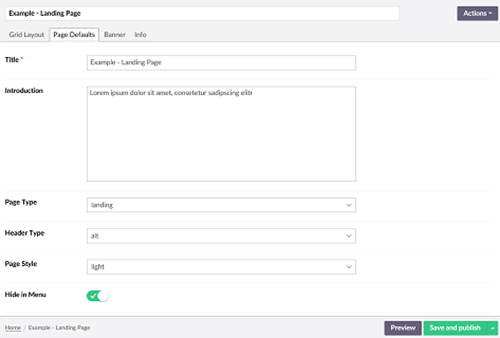 Example - Landing Page
Actions
Grid Layout Page Defaults Banner Info
Title * Example - Landing Page
Introduction Lorem ipsum dolor sit amet, consetetur sadipscing elitr
Page Type landing
Header Type alt
Page Style light
Hide in Menu
Home / Example - Landing Page Preview Save and publish